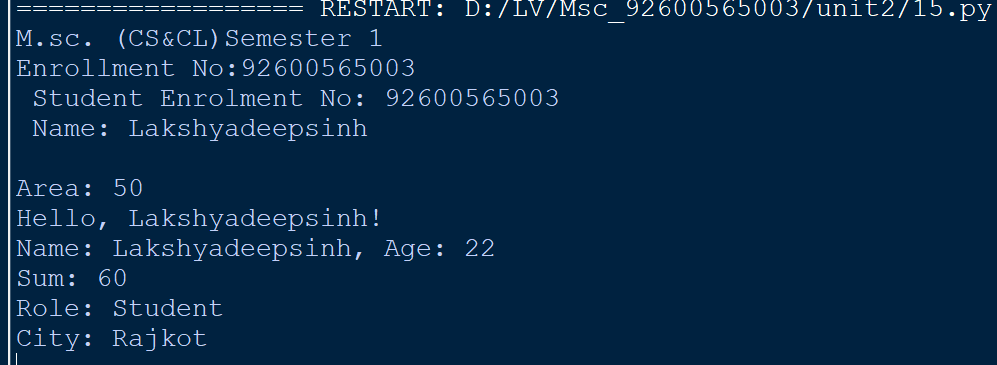 ================== RESTART: D:/LV/Msc_92600565003/unit2/15.py
M.sc. (CS&CL)Semester 1
Enrollment No:92600565003
 Student Enrolment No: 92600565003
 Name: Lakshyadeepsinh

Area: 50
Hello, Lakshyadeepsinh!
Name: Lakshyadeepsinh, Age: 22
Sum: 60
Role: Student
City: Rajkot